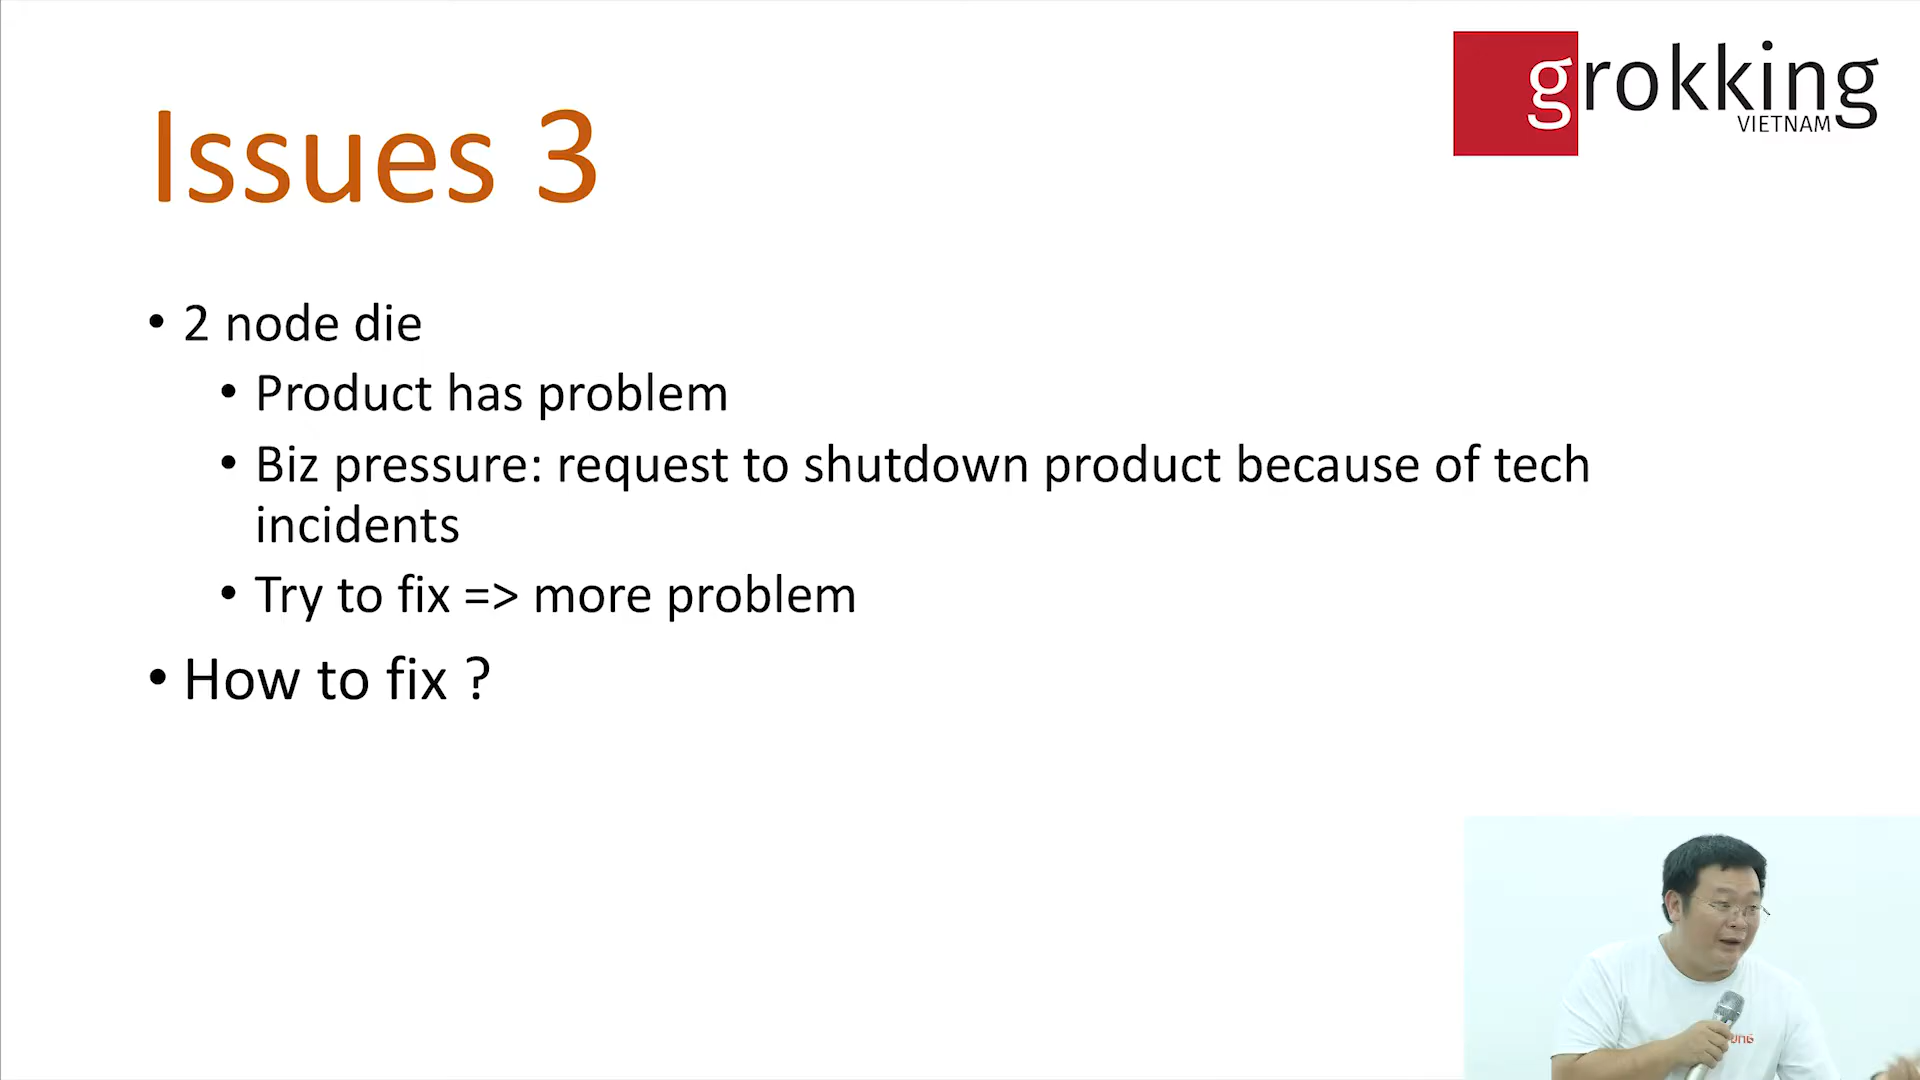 grokking
VIETNAM
Issues 3
• 2 node die
• Product has problem
• Biz pressure: request to shutdown product because of tech
incidents
• Try to fix => more problem
• How to fix ?